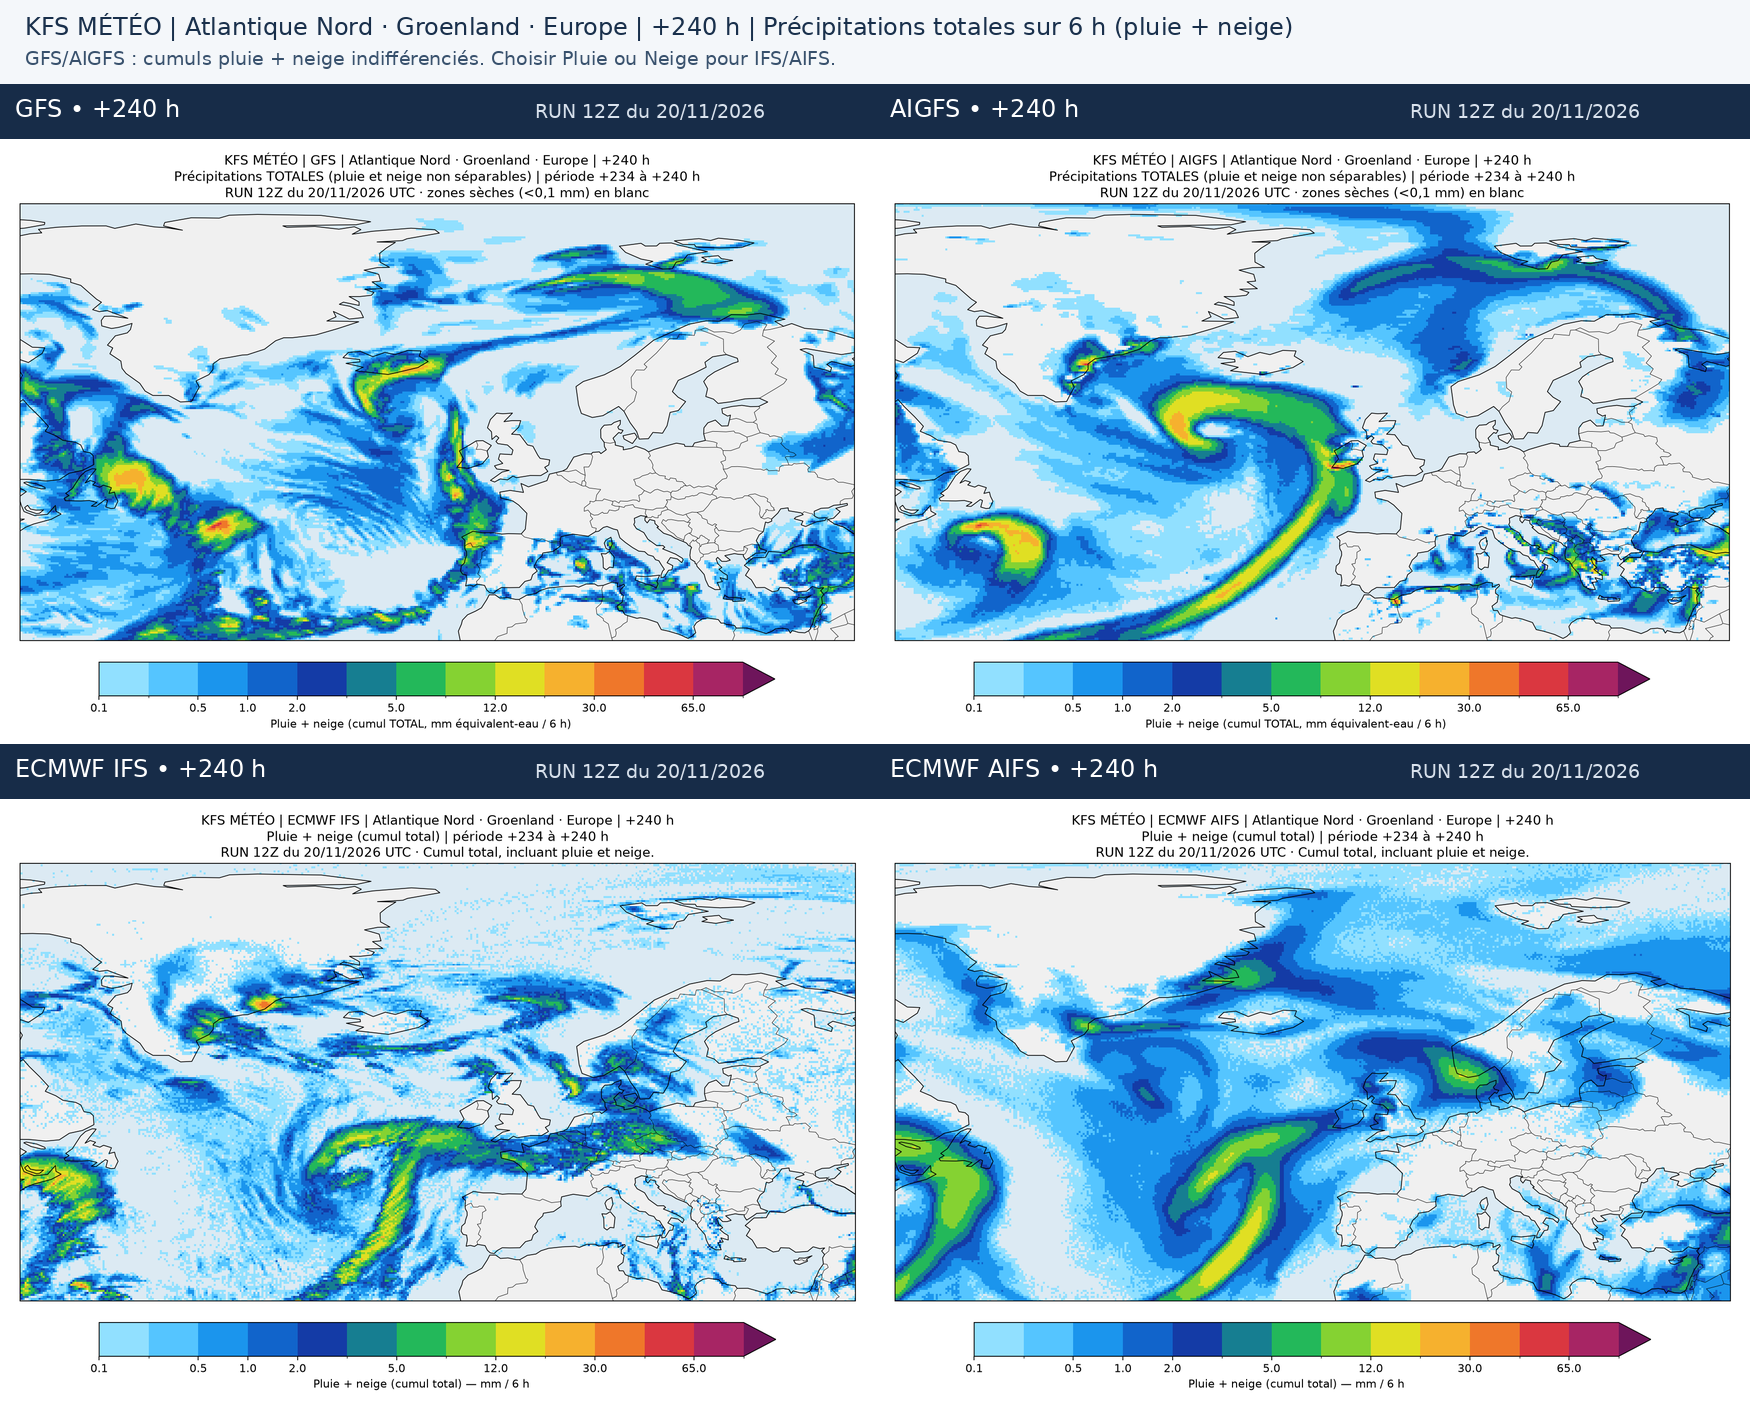 KFS MÉTÉO | Atlantique Nord · Groenland · Europe | +240 h | Précipitations totales sur 6 h (pluie + neige)
GFS/AIGFS : cumuls pluie + neige indifférenciés. Choisir Pluie ou Neige pour IFS/AIFS.
GFS • +240 h
RUN 12Z du 20/11/2026
AIGFS • +240 h
RUN 12Z du 20/11/2026
KFS MÉTÉO | GFS | Atlantique Nord · Groenland · Europe | +240 h
Précipitations TOTALES (pluie et neige non séparables) | période +234 à +240 h
RUN 12Z du 20/11/2026 UTC · zones sèches (<0,1 mm) en blanc
KFS MÉTÉO | AIGFS | Atlantique Nord · Groenland · Europe | +240 h
Précipitations TOTALES (pluie et neige non séparables) | période +234 à +240 h
RUN 12Z du 20/11/2026 UTC · zones sèches (<0,1 mm) en blanc
0.1 0.5 1.0 2.0 5.0 12.0 30.0 65.0
Pluie + neige (cumul TOTAL, mm équivalent-eau / 6 h)
0.1 0.5 1.0 2.0 5.0 12.0 30.0 65.0
Pluie + neige (cumul TOTAL, mm équivalent-eau / 6 h)
ECMWF IFS • +240 h
RUN 12Z du 20/11/2026
ECMWF AIFS • +240 h
RUN 12Z du 20/11/2026
KFS MÉTÉO | ECMWF IFS | Atlantique Nord · Groenland · Europe | +240 h
Pluie + neige (cumul total) | période +234 à +240 h
RUN 12Z du 20/11/2026 UTC · Cumul total, incluant pluie et neige.
KFS MÉTÉO | ECMWF AIFS | Atlantique Nord · Groenland · Europe | +240 h
Pluie + neige (cumul total) | période +234 à +240 h
RUN 12Z du 20/11/2026 UTC · Cumul total, incluant pluie et neige.
0.1 0.5 1.0 2.0 5.0 12.0 30.0 65.0
Pluie + neige (cumul total) — mm / 6 h
0.1 0.5 1.0 2.0 5.0 12.0 30.0 65.0
Pluie + neige (cumul total) — mm / 6 h